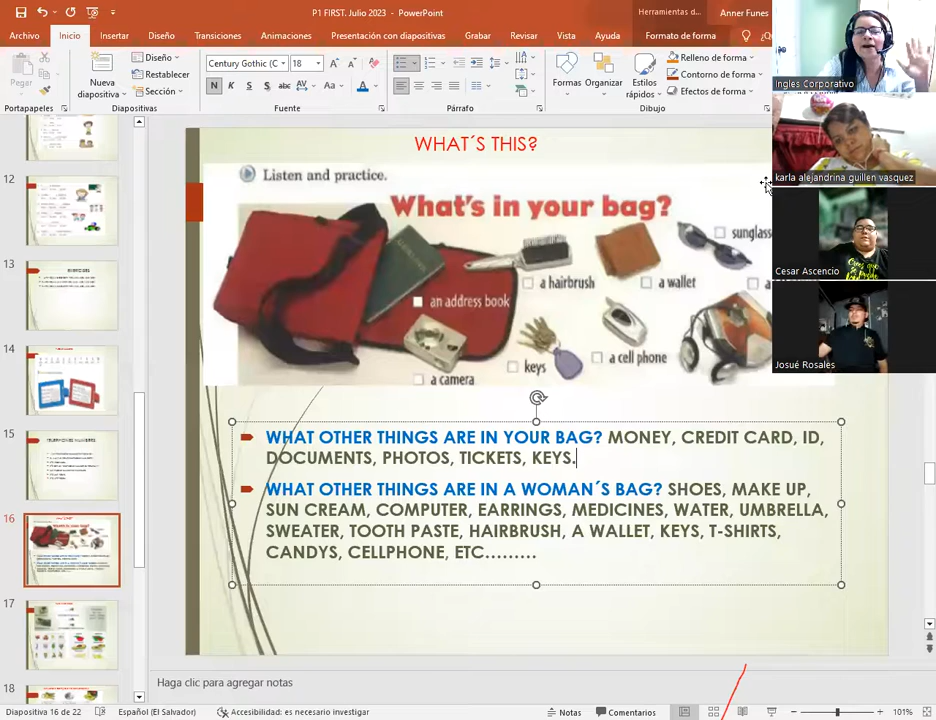 P1 FIRST. Julio 2023 - PowerPoint
Herramientas d...
Anner Funes
Archivo
Inicio
Insertar
Diseño
Transiciones
Animaciones
Presentación con diapositivas
Grabar
Revisar
Vista
Ayuda
Formato de forma
Pegar
Nueva diapositiva
Diseño
Restablecer
Sección
Century Gothic (C
18
N K S S abc AV Aa A
Formas
Organizar
Estilos rápidos
Relleno de forma
Contorno de forma
Efectos de forma
Portapapeles
Diapositivas
Fuente
Párrafo
Dibujo
Ingles Corporativo
karla alejandrina guillen vasquez
Cesar Ascencio
Josué Rosales
12
13
14
15
16
17
18
WHAT´S THIS?
Listen and practice.
What's in your bag?
sunglass
a hairbrush
a wallet
an address book
a cell phone
keys
a camera
WHAT OTHER THINGS ARE IN YOUR BAG? MONEY, CREDIT CARD, ID,
DOCUMENTS, PHOTOS, TICKETS, KEYS.
WHAT OTHER THINGS ARE IN A WOMAN´S BAG? SHOES, MAKE UP,
SUN CREAM, COMPUTER, EARRINGS, MEDICINES, WATER, UMBRELLA,
SWEATER, TOOTH PASTE, HAIRBRUSH, A WALLET, KEYS, T-SHIRTS,
CANDYS, CELLPHONE, ETC.........
Haga clic para agregar notas
Diapositiva 16 de 22
Español (El Salvador)
Accesibilidad: es necesario investigar
Notas
Comentarios
101%